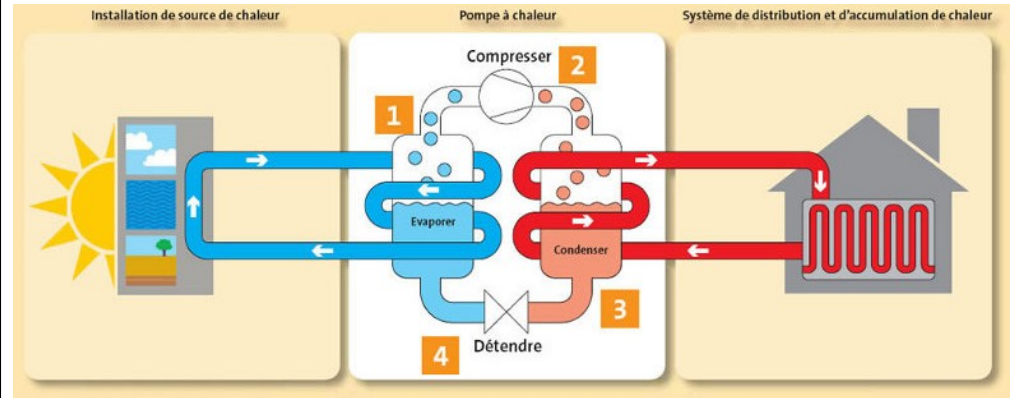 Installation de source de chaleur
Pompe à chaleur
Système de distribution et d'accumulation de chaleur
Compresser
2
1
Evaporer
Condenser
3
4
Détendre